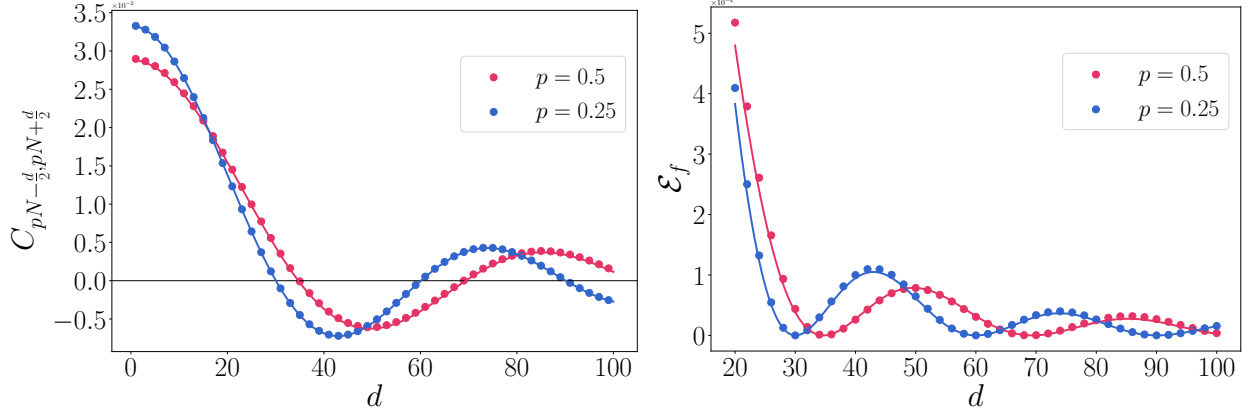 ×10⁻²
3.5
3.0
2.5
2.0
1.5
1.0
0.5
0.0
−0.5
0 20 40 60 80 100
d
C_{pN−\frac{d}{2},pN+\frac{d}{2}}
p = 0.5
p = 0.25
5
4
3
2
1
0
20 30 40 50 60 70 80 90 100
d
ℰ_f
p = 0.5
p = 0.25